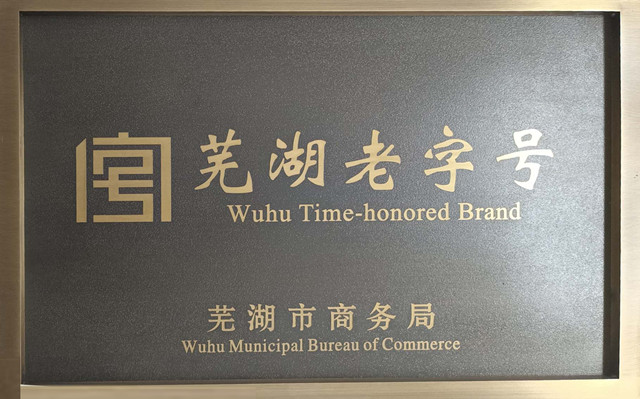 芜湖老字号
Wuhu Time-honored Brand
芜湖市商务局
Wuhu Municipal Bureau of Commerce